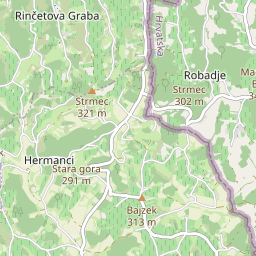 Rinčetova Graba
Hrvatska
Robadje
Strmec
321 m
Strmec
302 m
Hermanci
Stara gora
291 m
Bajzek
313 m